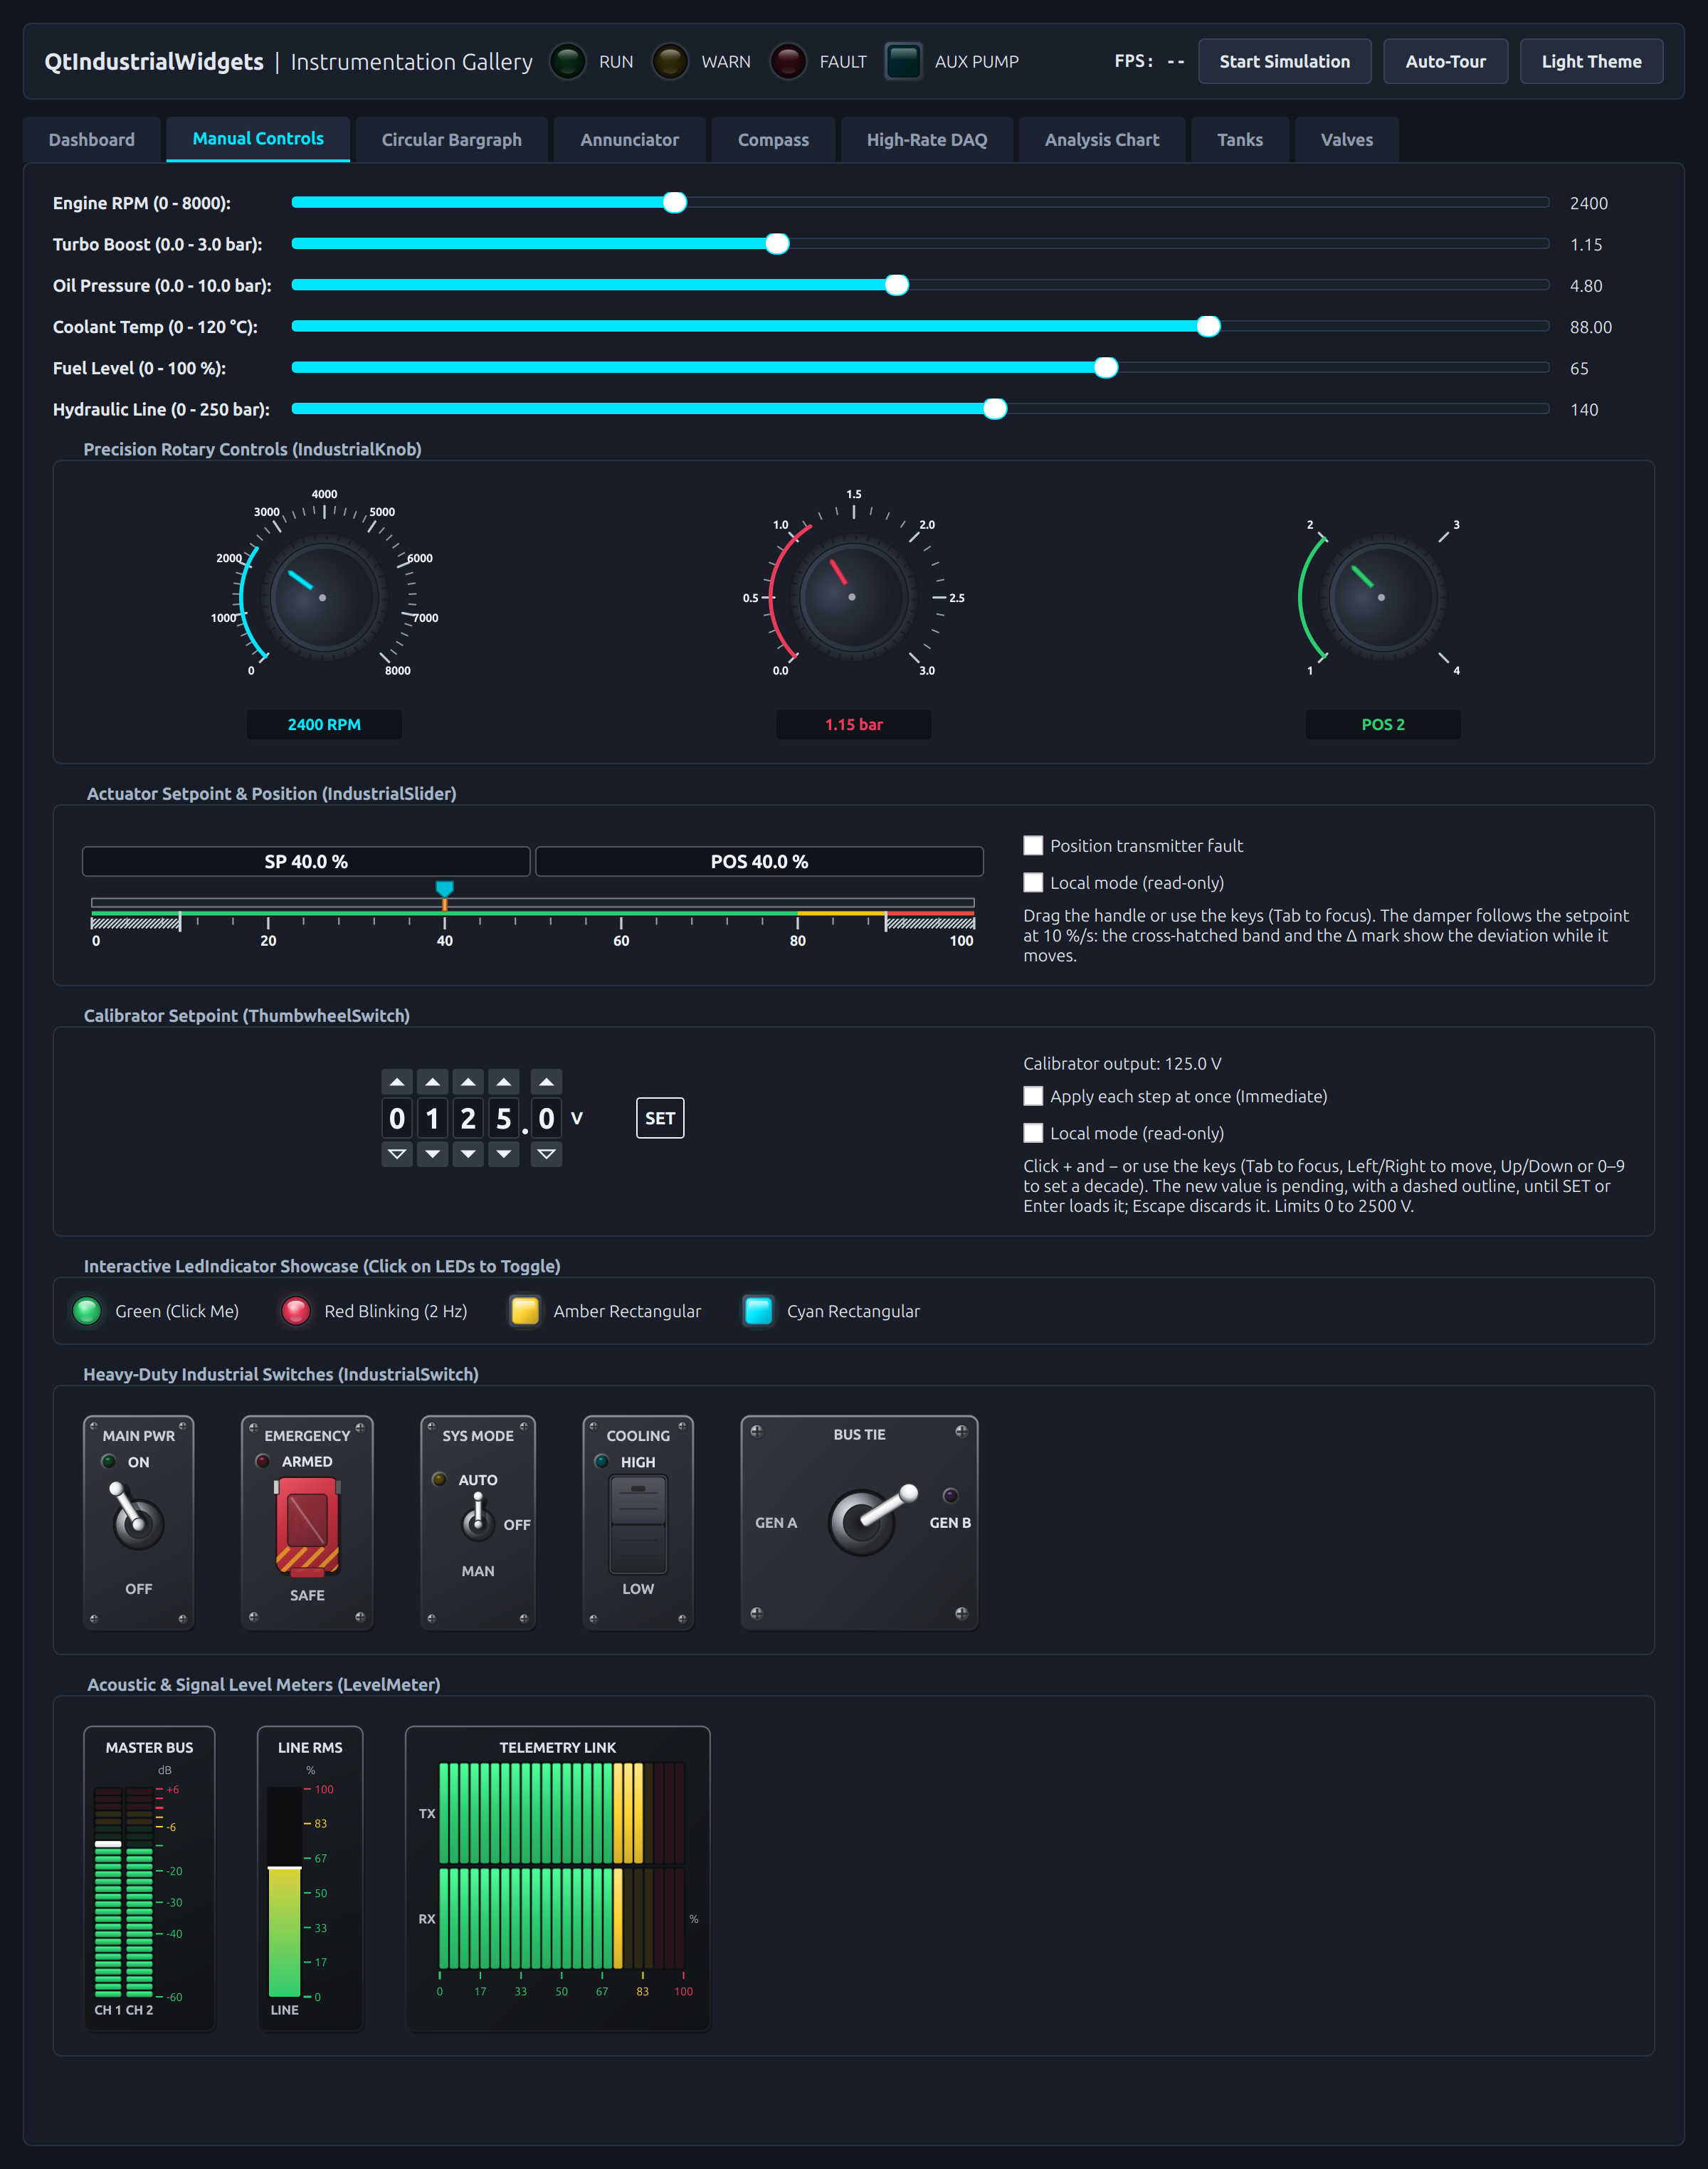 QtIndustrialWidgets | Instrumentation Gallery RUN WARN FAULT AUX PUMP FPS: -- Start Simulation Auto-Tour Light Theme
Dashboard Manual Controls Circular Bargraph Annunciator Compass High-Rate DAQ Analysis Chart Tanks Valves
Engine RPM (0 - 8000): 2400
Turbo Boost (0.0 - 3.0 bar): 1.15
Oil Pressure (0.0 - 10.0 bar): 4.80
Coolant Temp (0 - 120 °C): 88.00
Fuel Level (0 - 100 %): 65
Hydraulic Line (0 - 250 bar): 140
Precision Rotary Controls (IndustrialKnob)
0 1000 2000 3000 4000 5000 6000 7000 8000
2400 RPM
0.0 0.5 1.0 1.5 2.0 2.5 3.0
1.15 bar
1 2 3 4
POS 2
Actuator Setpoint & Position (IndustrialSlider)
SP 40.0 % POS 40.0 %
0 20 40 60 80 100
Position transmitter fault
Local mode (read-only)
Drag the handle or use the keys (Tab to focus). The damper follows the setpoint
at 10 %/s: the cross-hatched band and the Δ mark show the deviation while it
moves.
Calibrator Setpoint (ThumbwheelSwitch)
0 1 2 5 . 0 V SET
Calibrator output: 125.0 V
Apply each step at once (Immediate)
Local mode (read-only)
Click + and − or use the keys (Tab to focus, Left/Right to move, Up/Down or 0–9
to set a decade). The new value is pending, with a dashed outline, until SET or
Enter loads it; Escape discards it. Limits 0 to 2500 V.
Interactive LedIndicator Showcase (Click on LEDs to Toggle)
Green (Click Me) Red Blinking (2 Hz) Amber Rectangular Cyan Rectangular
Heavy-Duty Industrial Switches (IndustrialSwitch)
MAIN PWR
ON
OFF
EMERGENCY
ARMED
SAFE
SYS MODE
AUTO
OFF
MAN
COOLING
HIGH
LOW
BUS TIE
GEN A GEN B
Acoustic & Signal Level Meters (LevelMeter)
MASTER BUS
dB
+6
-6
-20
-30
-40
-60
CH 1 CH 2
LINE RMS
%
100
83
67
50
33
17
0
LINE
TELEMETRY LINK
TX
RX %
0 17 33 50 67 83 100